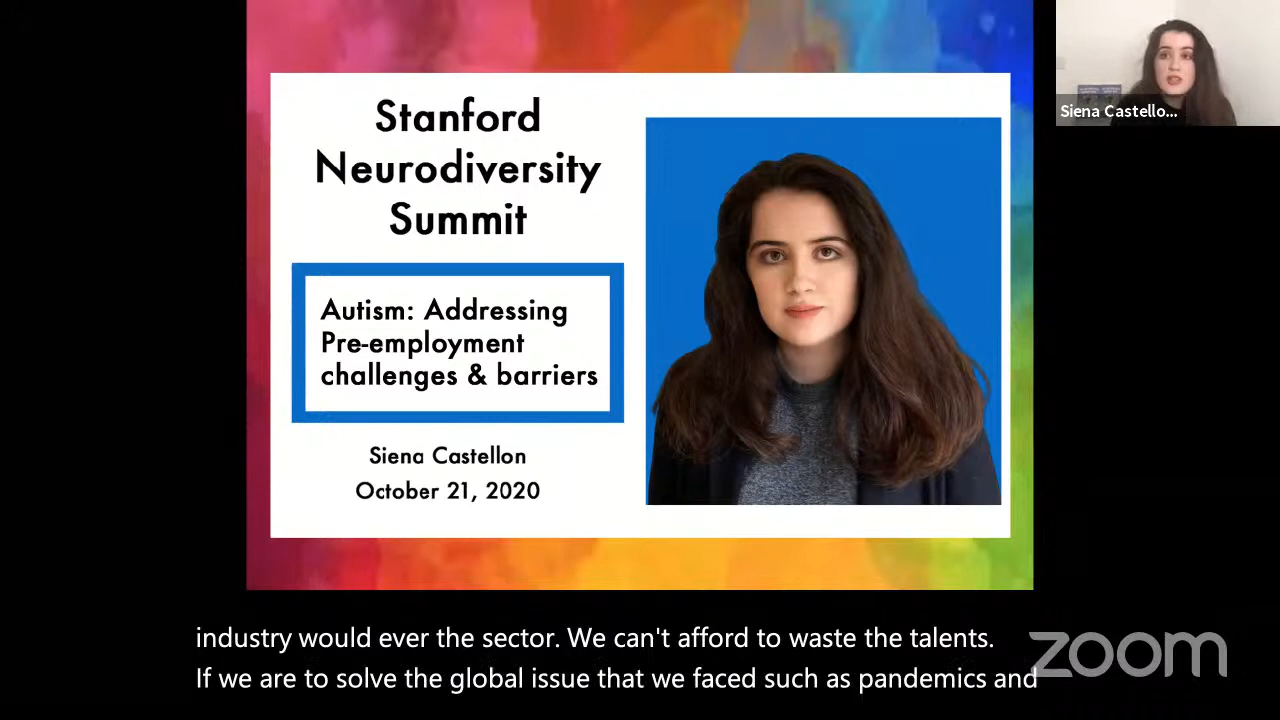 Stanford
Neurodiversity
Summit
Autism: Addressing
Pre-employment
challenges & barriers
Siena Castellon
October 21, 2020
Siena Castello...
industry would ever the sector. We can't afford to waste the talents.
If we are to solve the global issue that we faced such as pandemics and
zoom